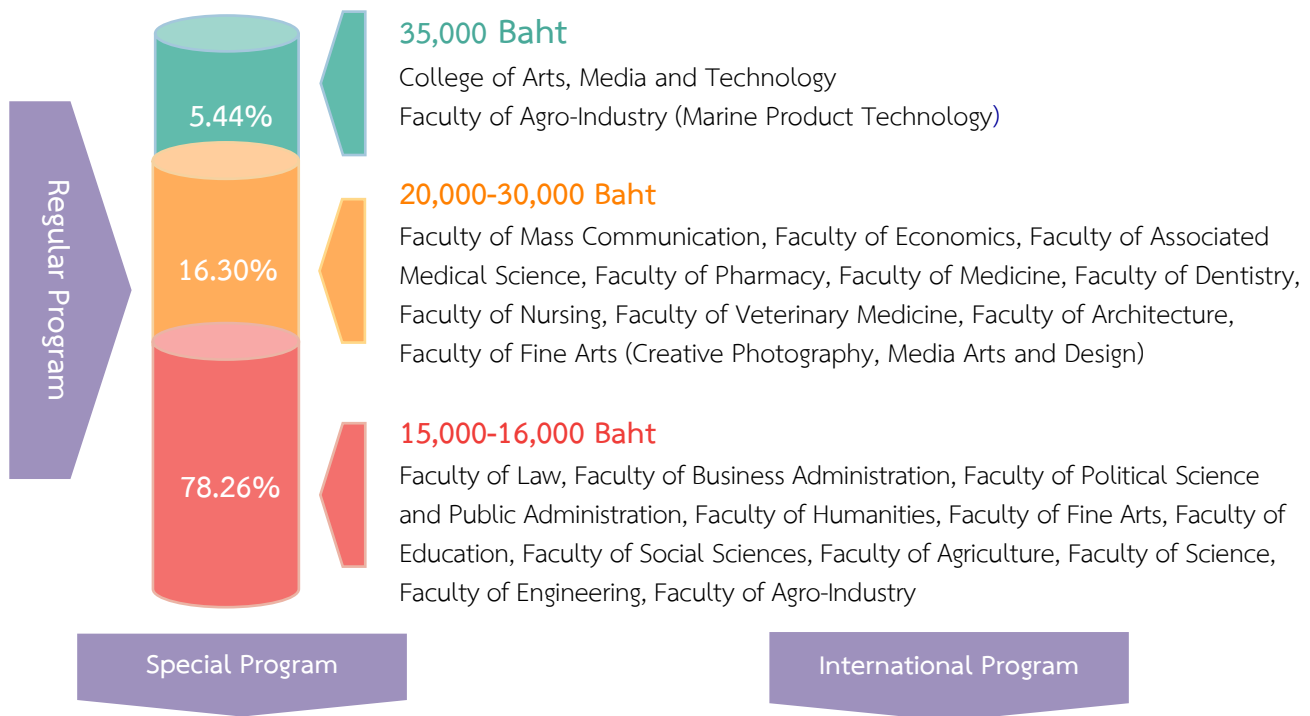 Regular Program
5.44%
16.30%
78.26%
35,000 Baht
College of Arts, Media and Technology
Faculty of Agro-Industry (Marine Product Technology)
20,000-30,000 Baht
Faculty of Mass Communication, Faculty of Economics, Faculty of Associated
Medical Science, Faculty of Pharmacy, Faculty of Medicine, Faculty of Dentistry,
Faculty of Nursing, Faculty of Veterinary Medicine, Faculty of Architecture,
Faculty of Fine Arts (Creative Photography, Media Arts and Design)
15,000-16,000 Baht
Faculty of Law, Faculty of Business Administration, Faculty of Political Science
and Public Administration, Faculty of Humanities, Faculty of Fine Arts, Faculty of
Education, Faculty of Social Sciences, Faculty of Agriculture, Faculty of Science,
Faculty of Engineering, Faculty of Agro-Industry
Special Program
International Program